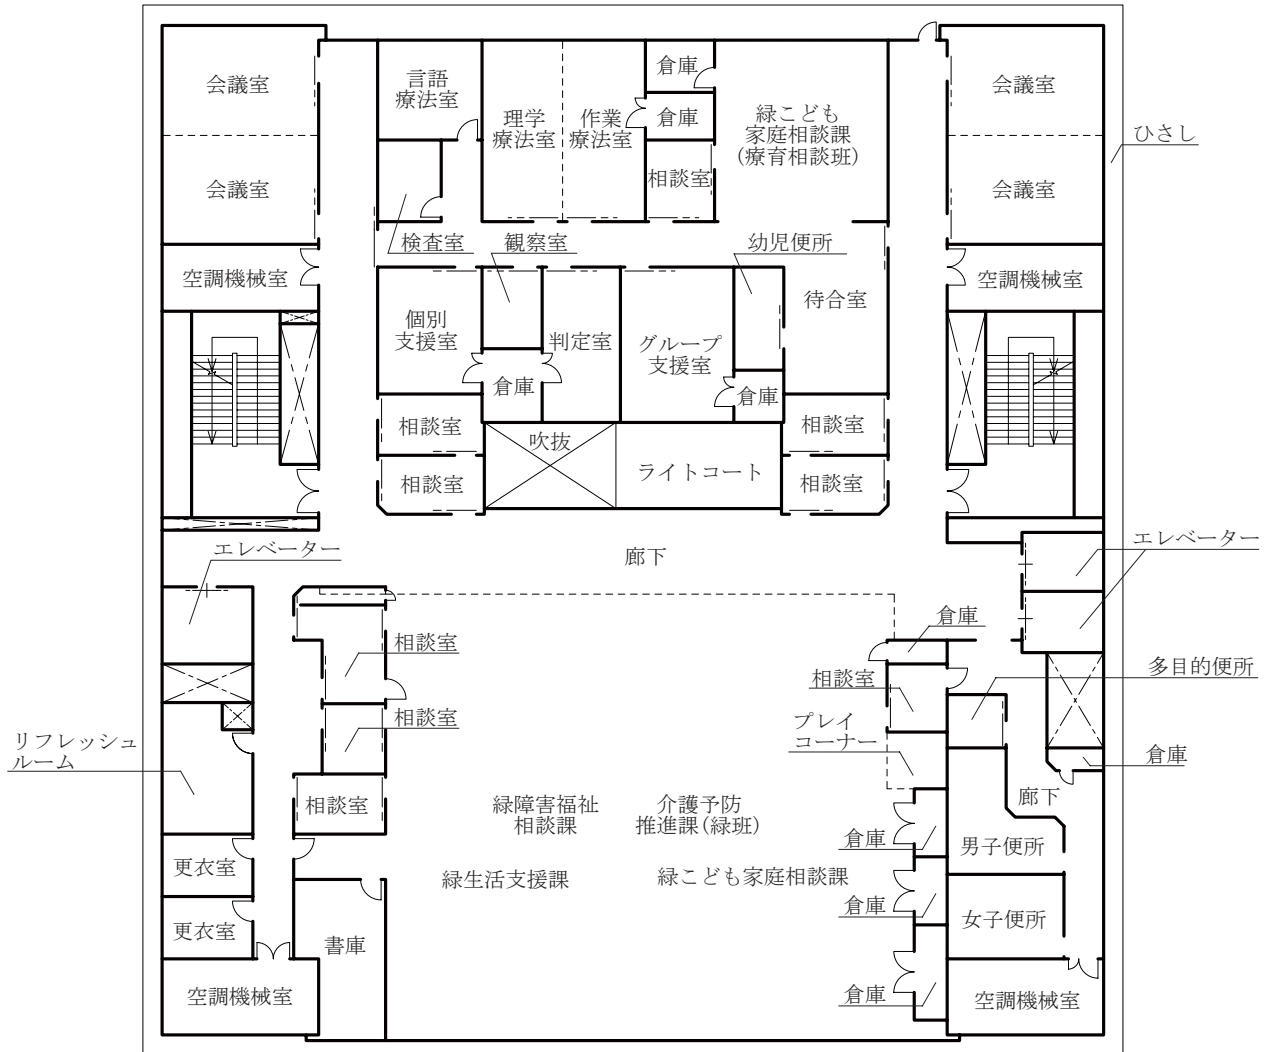 会議室
言語
療法室
理学
療法室
作業
療法室
倉庫
倉庫
緑こども
家庭相談課
(療育相談班)
会議室
ひさし
会議室
相談室
会議室
検査室
観察室
幼児便所
空調機械室
待合室
空調機械室
個別
支援室
判定室
グループ
支援室
倉庫
倉庫
相談室
吹抜
ライトコート
相談室
相談室
相談室
エレベーター
廊下
エレベーター
倉庫
相談室
相談室
多目的便所
相談室
リフレッシュ
ルーム
プレイ
コーナー
倉庫
相談室
緑障害福祉
相談課
介護予防
推進課(緑班)
廊下
倉庫
男子便所
更衣室
緑生活支援課
緑こども家庭相談課
倉庫
更衣室
書庫
女子便所
空調機械室
倉庫
空調機械室